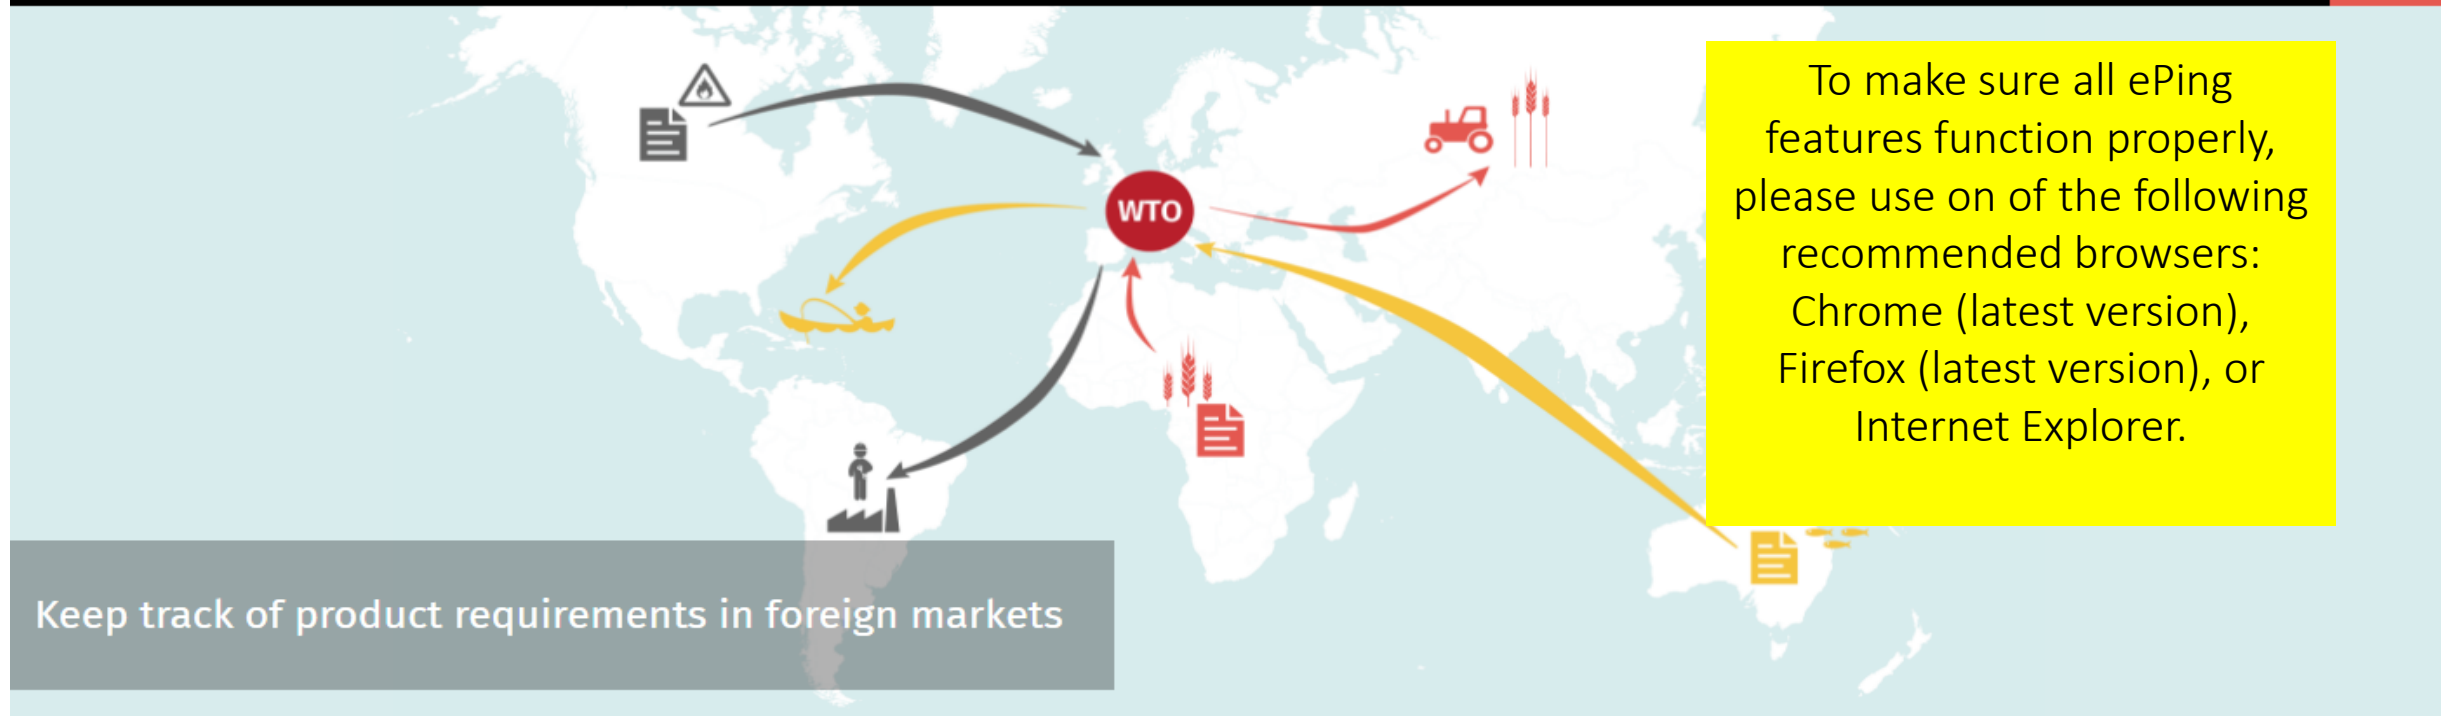 To make sure all ePing
features function properly,
please use on of the following
recommended browsers:
Chrome (latest version),
Firefox (latest version), or
Internet Explorer.
WTO
Keep track of product requirements in foreign markets